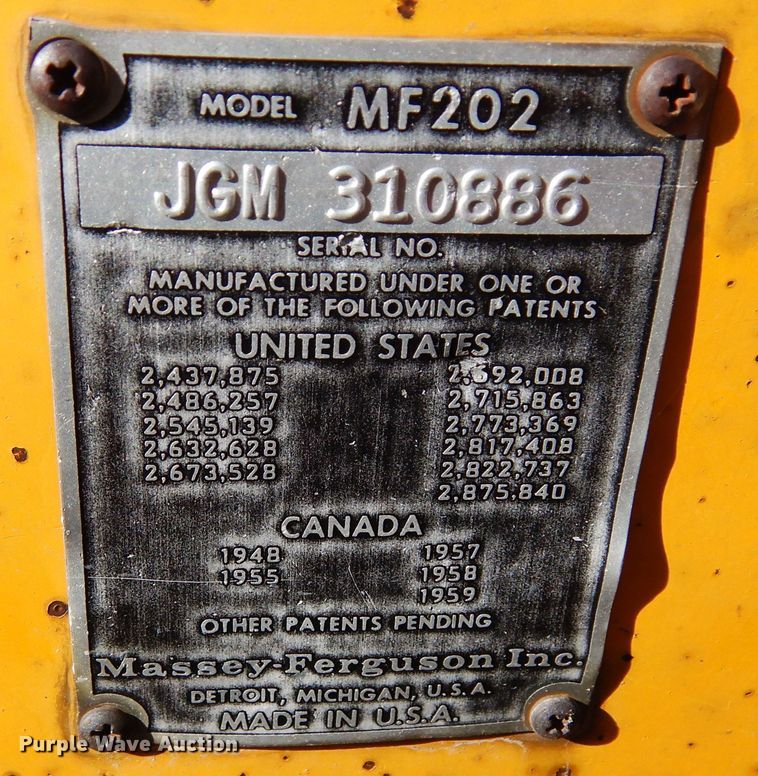 MODEL MF202
JGM 310886
SERIAL NO.
MANUFACTURED UNDER ONE OR
MORE OF THE FOLLOWING PATENTS
UNITED STATES
2,437,875 2,692,008
2,486,257 2,715,863
2,545,139 2,773,369
2,632,628 2,817,408
2,673,528 2,822,737
2,875,840
CANADA
1948 1957
1955 1958
1959
OTHER PATENTS PENDING
Massey-Ferguson Inc.
DETROIT, MICHIGAN, U.S.A.
MADE IN U.S.A.
Purple Wave Auction